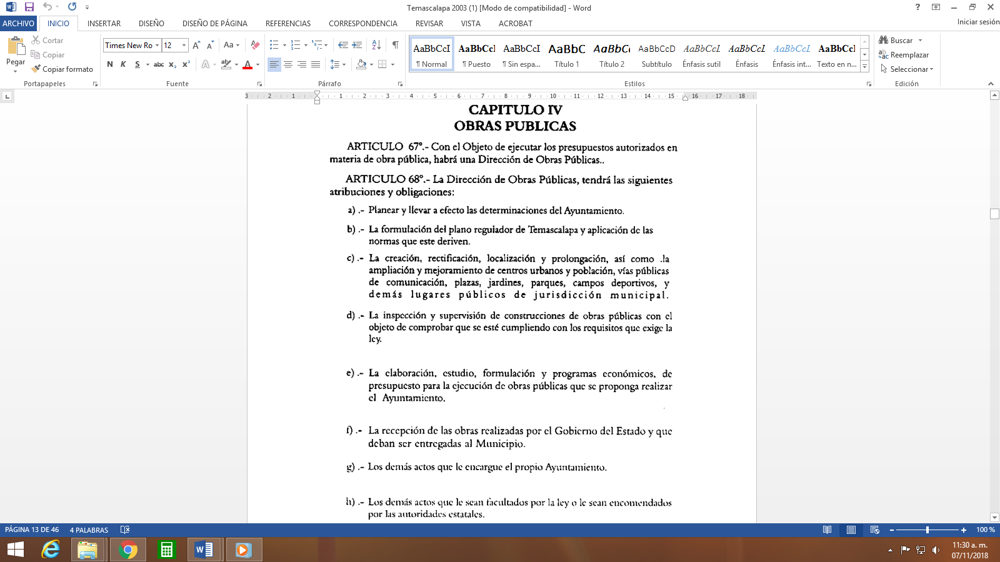 Temascalapa 2003 (1) [Modo de compatibilidad] - Word
ARCHIVO INICIO INSERTAR DISEÑO DISEÑO DE PÁGINA REFERENCIAS CORRESPONDENCIA REVISAR VISTA ACROBAT Iniciar sesión
Pegar
Cortar
Copiar
Copiar formato
Portapapeles
Times New Ro 12
N K S abc x₂ x²
Fuente
Párrafo
AaBbCcI AaBbCcI AaBbCcI AaBbC AaBbCc AaBbCcD AaBbCcI AaBbCcI AaBbCcI AaBbCcI
¶ Normal ¶ Puesto ¶ Sin espa... Título 1 Título 2 Subtítulo Énfasis sutil Énfasis Énfasis int... Texto en n...
Estilos
Buscar
Reemplazar
Seleccionar
Edición
3 2 1 1 2 3 4 5 6 7 8 9 10 11 12 13 14 15 16 17 18
CAPITULO IV
OBRAS PUBLICAS
ARTICULO 67°.- Con el Objeto de ejecutar los presupuestos autorizados en
materia de obra pública, habrá una Dirección de Obras Públicas..
ARTICULO 68°.- La Dirección de Obras Públicas, tendrá las siguientes
atribuciones y obligaciones:
a) .- Planear y llevar a efecto las determinaciones del Ayuntamiento.
b) .- La formulación del plano regulador de Temascalapa y aplicación de las
normas que este deriven.
c) .- La creación, rectificación, localización y prolongación, así como .la
ampliación y mejoramiento de centros urbanos y población, vías públicas
de comunicación, plazas, jardines, parques, campos deportivos, y
demás lugares públicos de jurisdicción municipal.
d) .- La inspección y supervisión de construcciones de obras públicas con el
objeto de comprobar que se esté cumpliendo con los requisitos que exige la
ley.
e) .- La elaboración, estudio, formulación y programas económicos, de
presupuesto para la ejecución de obras públicas que se proponga realizar
el Ayuntamiento.
f) .- La recepción de las obras realizadas por el Gobierno del Estado y que
deban ser entregadas al Municipio.
g) .- Los demás actos que le encargue el propio Ayuntamiento.
h) .- Los demás actos que le sean facultados por la ley o le sean encomendados
por las autoridades estatales.
PÁGINA 13 DE 46 4 PALABRAS 100 %
11:30 a. m.
07/11/2018